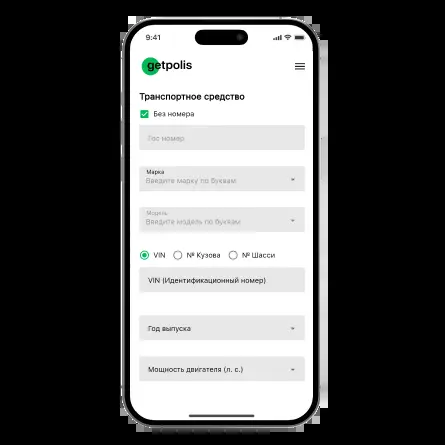 9:41
getpolis
Транспортное средство
Без номера
Гос номер
Марка
Введите марку по буквам
Модель
Введите модель по буквам
VIN № Кузова № Шасси
VIN (Идентификационный номер)
Год выпуска
Мощность двигателя (л. с.)